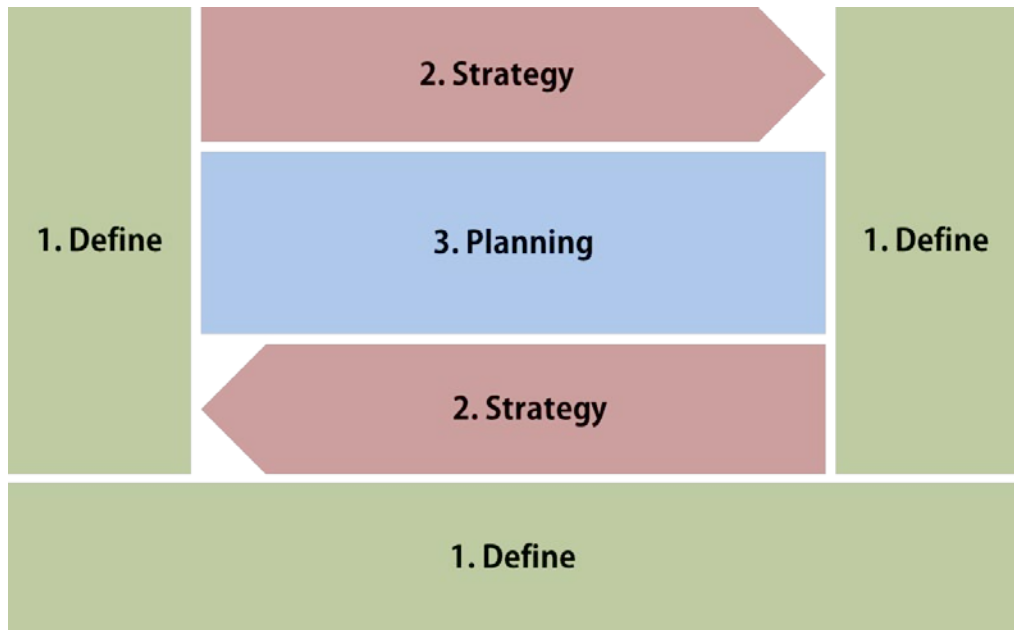 2. Strategy
1. Define
3. Planning
1. Define
2. Strategy
1. Define